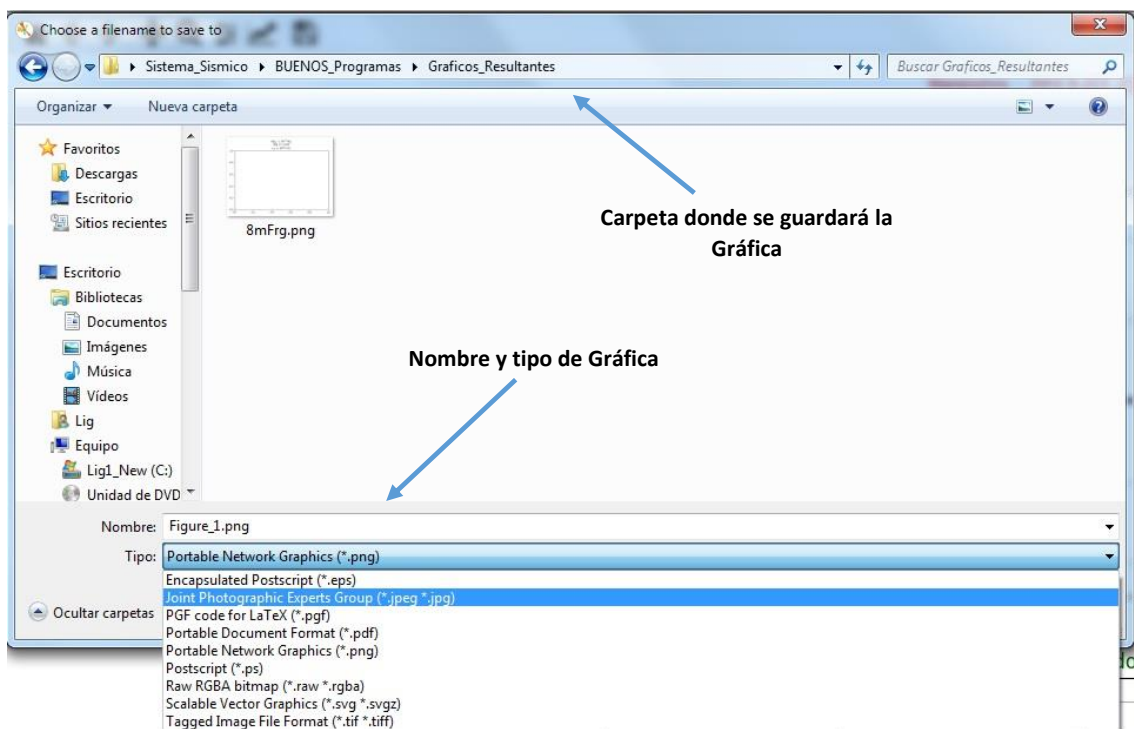 Choose a filename to save to
Sistema_Sismico BUENOS_Programas Graficos_Resultantes
Buscar Graficos_Resultantes
Organizar Nueva carpeta
Favoritos
Descargas
Escritorio
Sitios recientes
8mFrg.png
Carpeta donde se guardará la
Gráfica
Escritorio
Bibliotecas
Documentos
Imágenes
Música
Vídeos
Lig
Equipo
Lig1_New (C:)
Unidad de DVD
Nombre y tipo de Gráfica
Nombre: Figure_1.png
Tipo: Portable Network Graphics (*.png)
Encapsulated Postscript (*.eps)
Joint Photographic Experts Group (*.jpeg *.jpg)
Ocultar carpetas
PGF code for LaTeX (*.pgf)
Portable Document Format (*.pdf)
Portable Network Graphics (*.png)
Postscript (*.ps)
Raw RGBA bitmap (*.raw *.rgba)
Scalable Vector Graphics (*.svg *.svgz)
Tagged Image File Format (*.tif *.tiff)